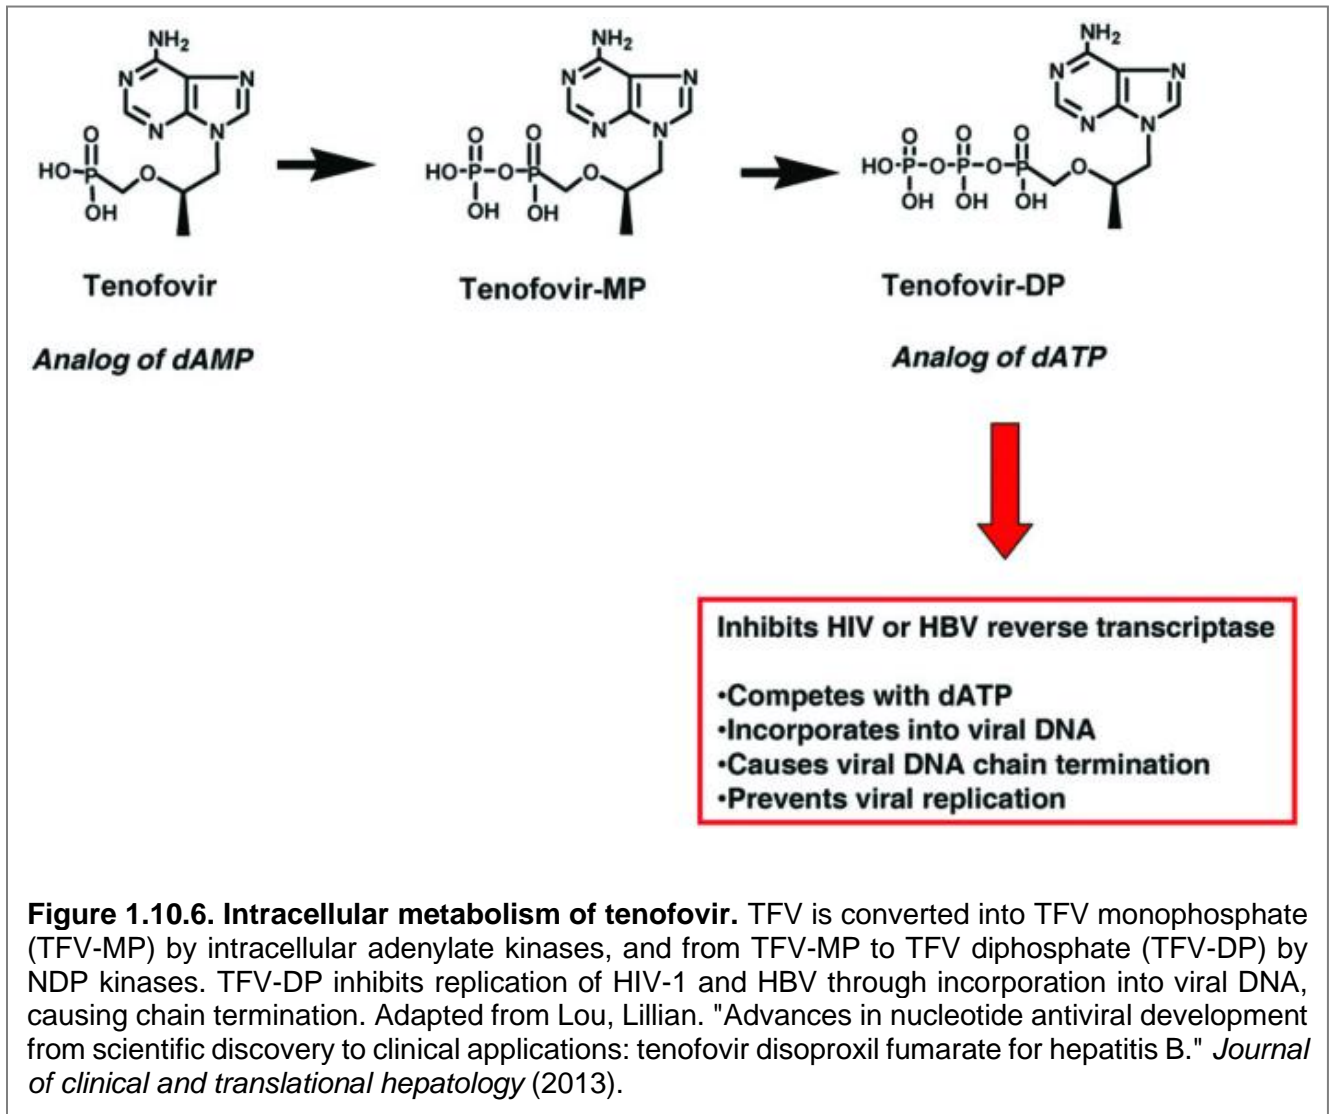 NH₂
N
N
N
N
O
HO-P
O
OH
NH₂
N
N
N
N
O
O
HO-P-O-P
O
OH
OH
NH₂
N
N
N
N
O
O
O
HO-P-O-P-O-P
O
OH
OH
OH
Tenofovir
Tenofovir-MP
Tenofovir-DP
Analog of dAMP
Analog of dATP
Inhibits HIV or HBV reverse transcriptase
•Competes with dATP
•Incorporates into viral DNA
•Causes viral DNA chain termination
•Prevents viral replication
Figure 1.10.6. Intracellular metabolism of tenofovir. TFV is converted into TFV monophosphate
(TFV-MP) by intracellular adenylate kinases, and from TFV-MP to TFV diphosphate (TFV-DP) by
NDP kinases. TFV-DP inhibits replication of HIV-1 and HBV through incorporation into viral DNA,
causing chain termination. Adapted from Lou, Lillian. "Advances in nucleotide antiviral development
from scientific discovery to clinical applications: tenofovir disoproxil fumarate for hepatitis B." Journal
of clinical and translational hepatology (2013).